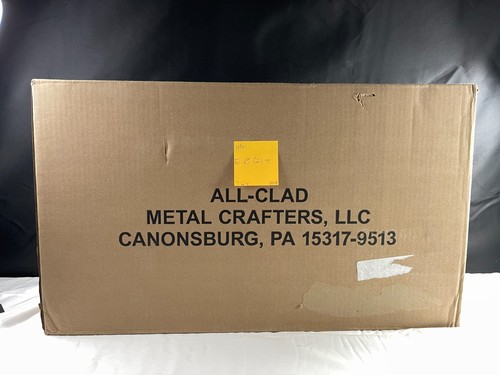 ALL-CLAD
METAL CRAFTERS, LLC
CANONSBURG, PA 15317-9513